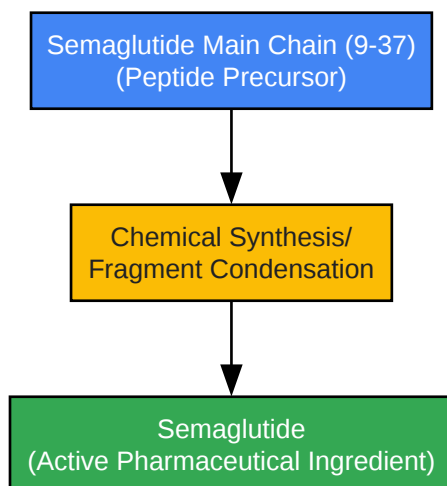 Semaglutide Main Chain (9-37)
(Peptide Precursor)
Chemical Synthesis/
Fragment Condensation
Semaglutide
(Active Pharmaceutical Ingredient)